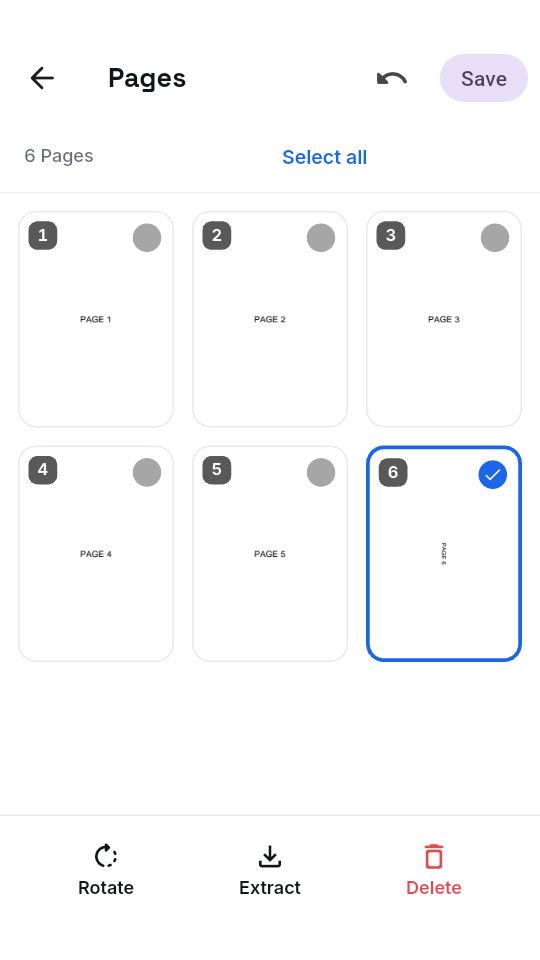 Pages
Save
6 Pages
Select all
1
2
3
PAGE 1
PAGE 2
PAGE 3
4
5
6
PAGE 4
PAGE 5
PAGE 6
Rotate
Extract
Delete